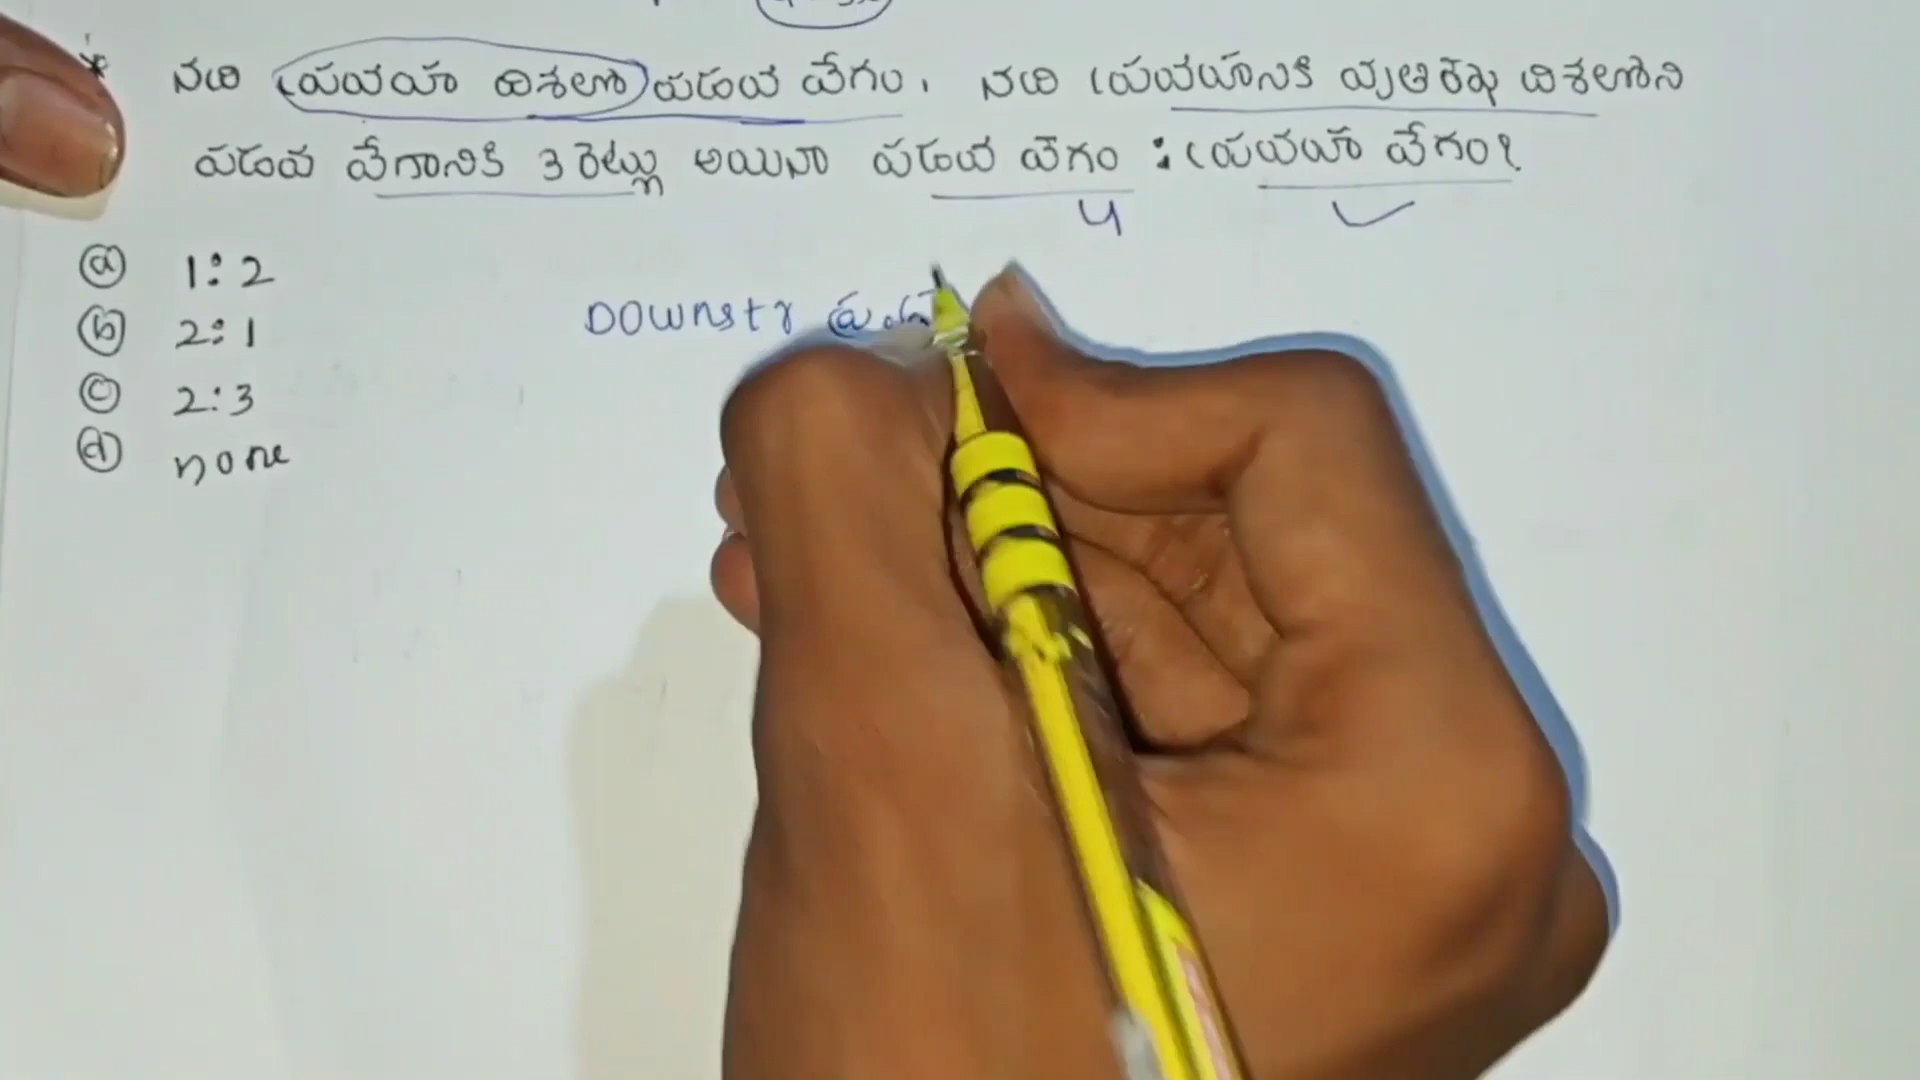 * నది ప్రవాహ దిశలో పడవ వేగం, నది ప్రవాహనికి వ్యతిరేఖ దిశలోని
పడవ వేగానికి 3 రెట్లు అయినా పడవ వేగం : ప్రవాహ వేగం?
ⓐ 1:2
ⓑ 2:1
ⓒ 2:3
ⓓ none
Downstr